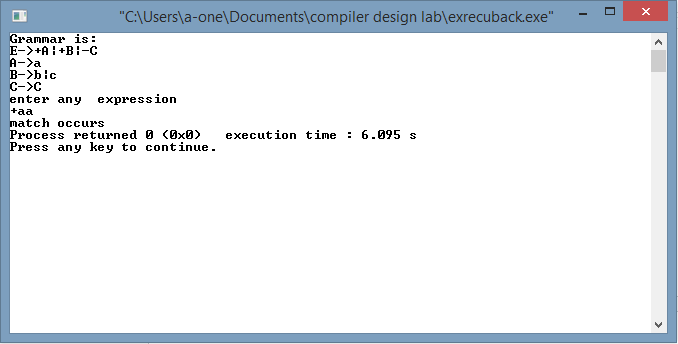 "C:\Users\a-one\Documents\compiler design lab\exrecuback.exe"
Grammar is:
E->+A¦+B¦-C
A->a
B->b¦c
C->C
enter any  expression
+aa
match occurs
Process returned 0 (0x0)   execution time : 6.095 s
Press any key to continue.